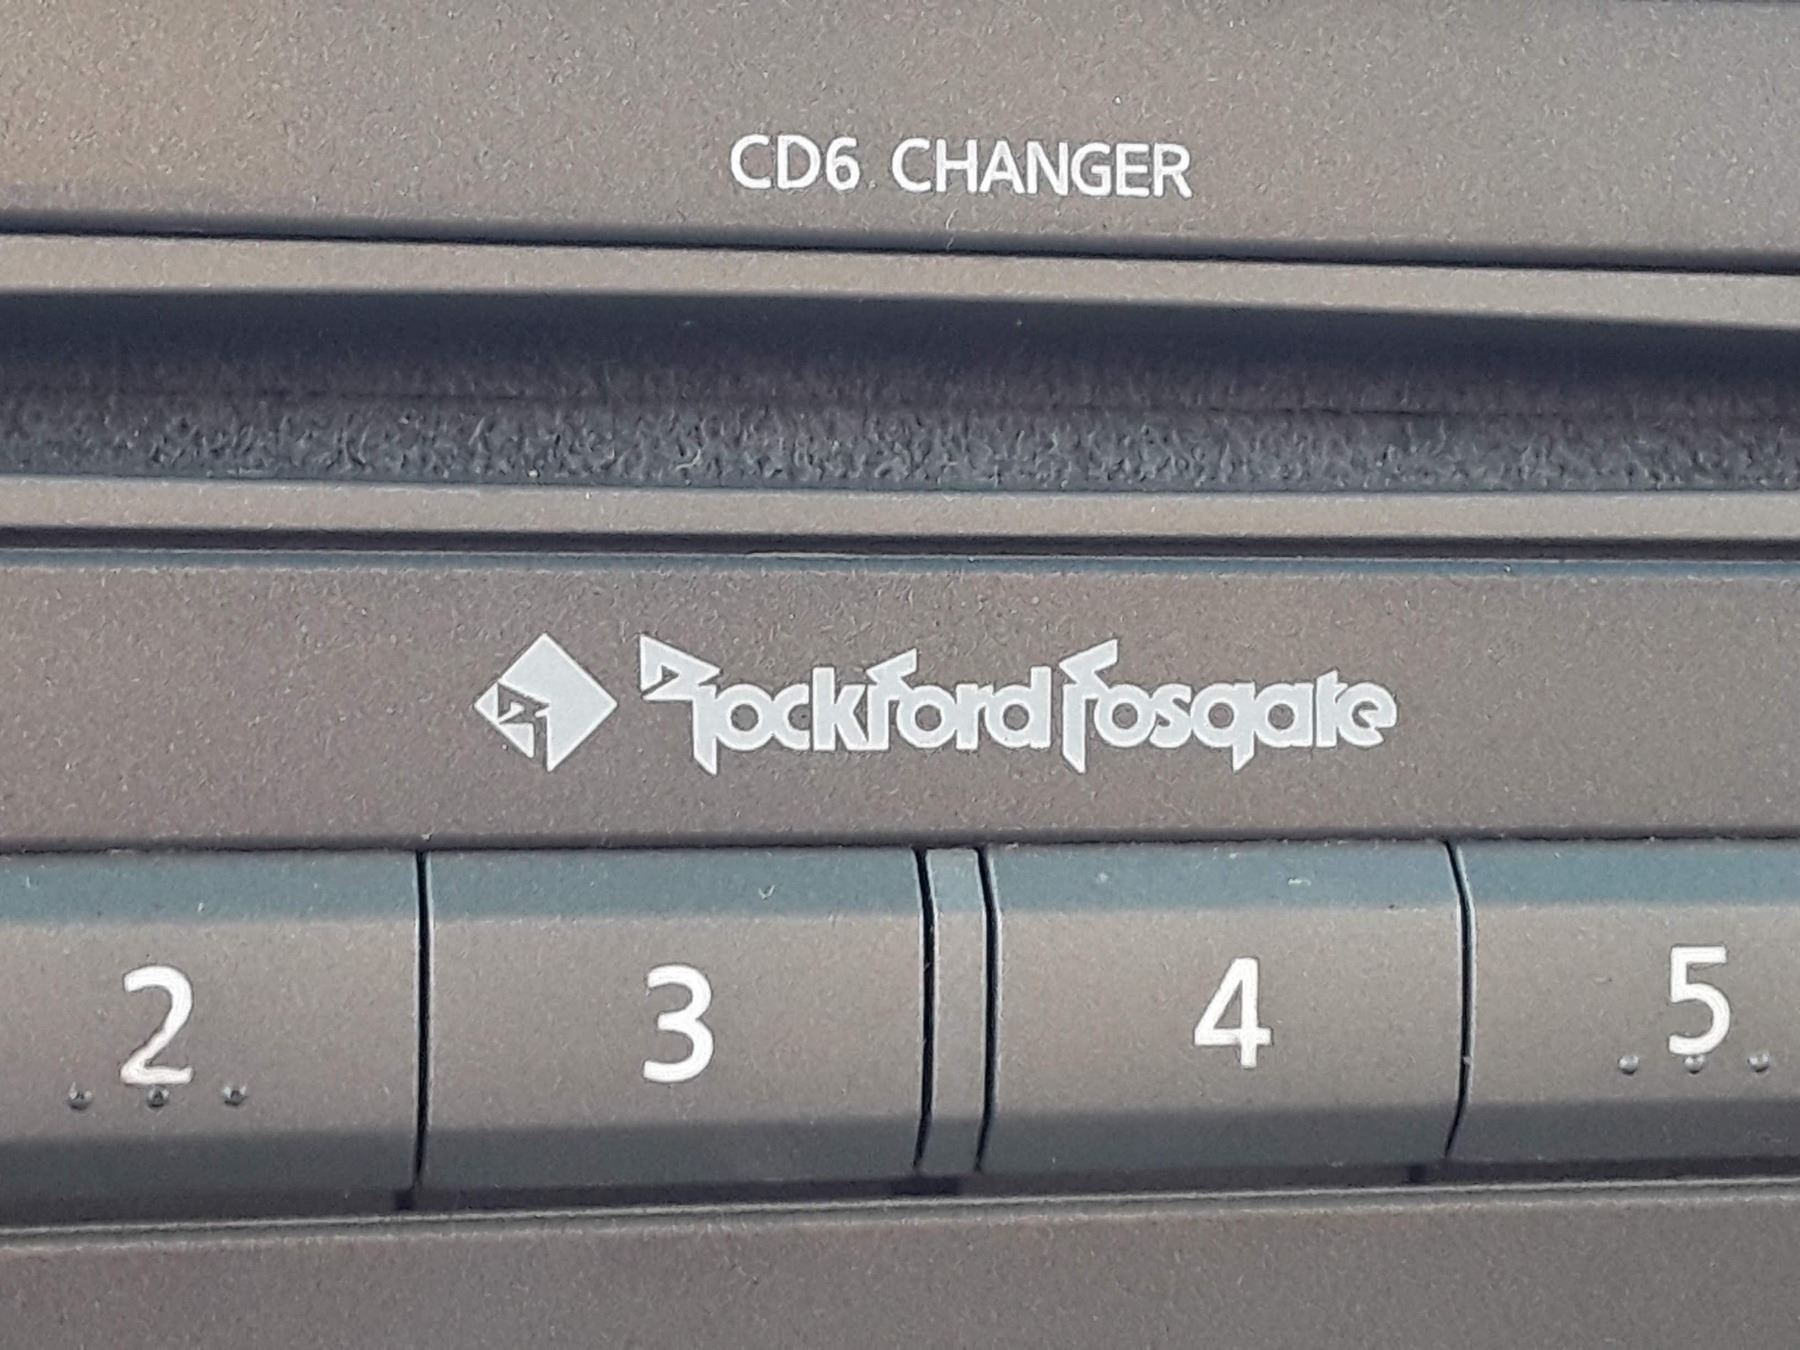 CD6 CHANGER
Rockford Fosgate
2 3 4 5